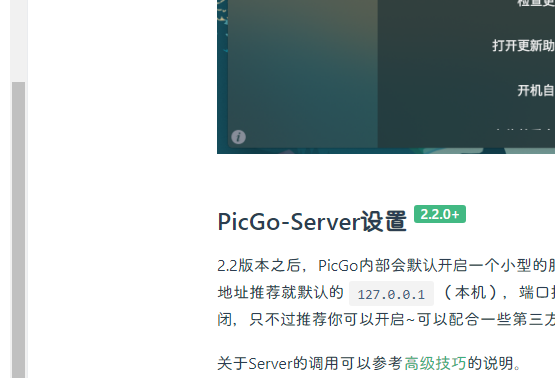 检查更
打开更新助
开机自
PicGo-Server设置 2.2.0+
2.2版本之后，PicGo内部会默认开启一个小型的服
地址推荐就默认的 127.0.0.1 （本机），端口
闭，只不过推荐你可以开启~可以配合一些第三方
关于Server的调用可以参考高级技巧的说明。